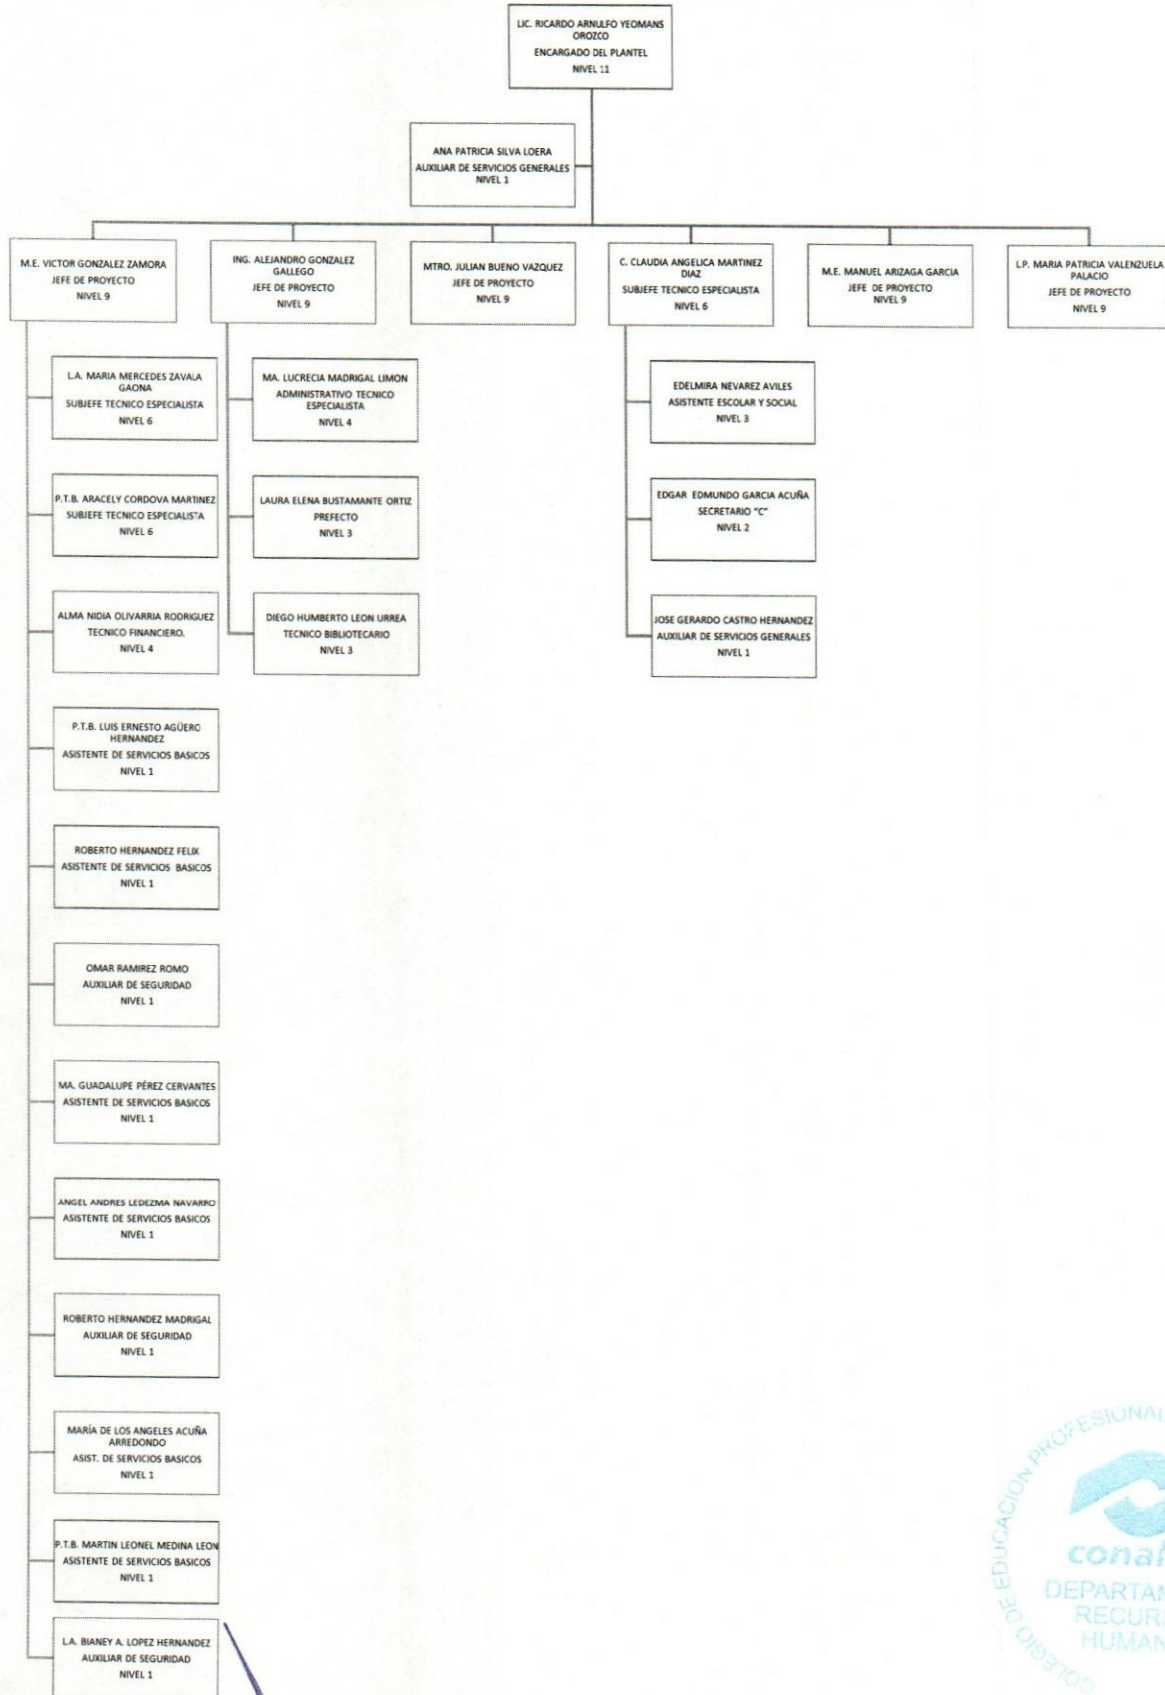 LIC. RICARDO ARNULFO YEOMANS
OROZCO
ENCARGADO DEL PLANTEL
NIVEL 11
ANA PATRICIA SILVA LOERA
AUXILIAR DE SERVICIOS GENERALES
NIVEL 1
M.E. VICTOR GONZALEZ ZAMORA
JEFE DE PROYECTO
NIVEL 9
ING. ALEJANDRO GONZALEZ
GALLEGO
JEFE DE PROYECTO
NIVEL 9
MTRO. JULIAN BUENO VAZQUEZ
JEFE DE PROYECTO
NIVEL 9
C. CLAUDIA ANGELICA MARTINEZ
DIAZ
SUBJEFE TECNICO ESPECIALISTA
NIVEL 6
M.E. MANUEL ARIZAGA GARCIA
JEFE DE PROYECTO
NIVEL 9
L.P. MARIA PATRICIA VALENZUELA
PALACIO
JEFE DE PROYECTO
NIVEL 9
L.A. MARIA MERCEDES ZAVALA
GAONA
SUBJEFE TECNICO ESPECIALISTA
NIVEL 6
P.T.B. ARACELY CORDOVA MARTINEZ
SUBJEFE TECNICO ESPECIALISTA
NIVEL 6
ALMA NIDIA OLIVARRIA RODRIGUEZ
TECNICO FINANCIERO.
NIVEL 4
P.T.B. LUIS ERNESTO AGÜERO
HERNANDEZ
ASISTENTE DE SERVICIOS BASICOS
NIVEL 1
ROBERTO HERNANDEZ FELIX
ASISTENTE DE SERVICIOS BASICOS
NIVEL 1
OMAR RAMIREZ ROMO
AUXILIAR DE SEGURIDAD
NIVEL 1
MA. GUADALUPE PÉREZ CERVANTES
ASISTENTE DE SERVICIOS BASICOS
NIVEL 1
ANGEL ANDRES LEDEZMA NAVARRO
ASISTENTE DE SERVICIOS BASICOS
NIVEL 1
ROBERTO HERNANDEZ MADRIGAL
AUXILIAR DE SEGURIDAD
NIVEL 1
MARÍA DE LOS ANGELES ACUÑA
ARREDONDO
ASIST. DE SERVICIOS BASICOS
NIVEL 1
P.T.B. MARTIN LEONEL MEDINA LEON
ASISTENTE DE SERVICIOS BASICOS
NIVEL 1
L.A. BIANEY A. LOPEZ HERNANDEZ
AUXILIAR DE SEGURIDAD
NIVEL 1
MA. LUCRECIA MADRIGAL LIMON
ADMINISTRATIVO TECNICO
ESPECIALISTA
NIVEL 4
LAURA ELENA BUSTAMANTE ORTIZ
PREFECTO
NIVEL 3
DIEGO HUMBERTO LEON URREA
TECNICO BIBLIOTECARIO
NIVEL 3
EDELMIRA NEVAREZ AVILES
ASISTENTE ESCOLAR Y SOCIAL
NIVEL 3
EDGAR EDMUNDO GARCIA ACUÑA
SECRETARIO "C"
NIVEL 2
JOSE GERARDO CASTRO HERNANDEZ
AUXILIAR DE SERVICIOS GENERALES
NIVEL 1
COLEGIO DE EDUCACION PROFESIONAL
conal
DEPARTAM
RECUR
HUMAN